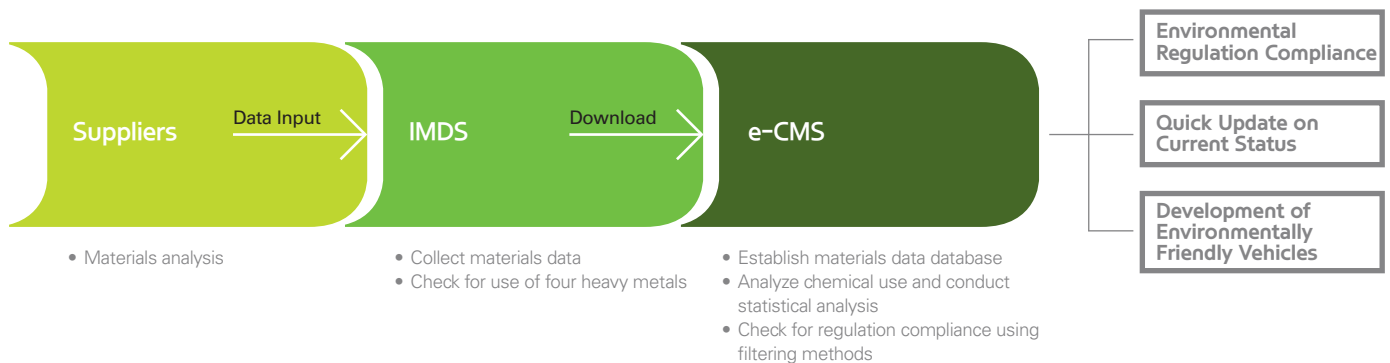 Suppliers
Data Input
IMDS
Download
e-CMS
Environmental
Regulation Compliance
Quick Update on
Current Status
Development of
Environmentally
Friendly Vehicles
• Materials analysis
• Collect materials data
• Check for use of four heavy metals
• Establish materials data database
• Analyze chemical use and conduct
statistical analysis
• Check for regulation compliance using
filtering methods